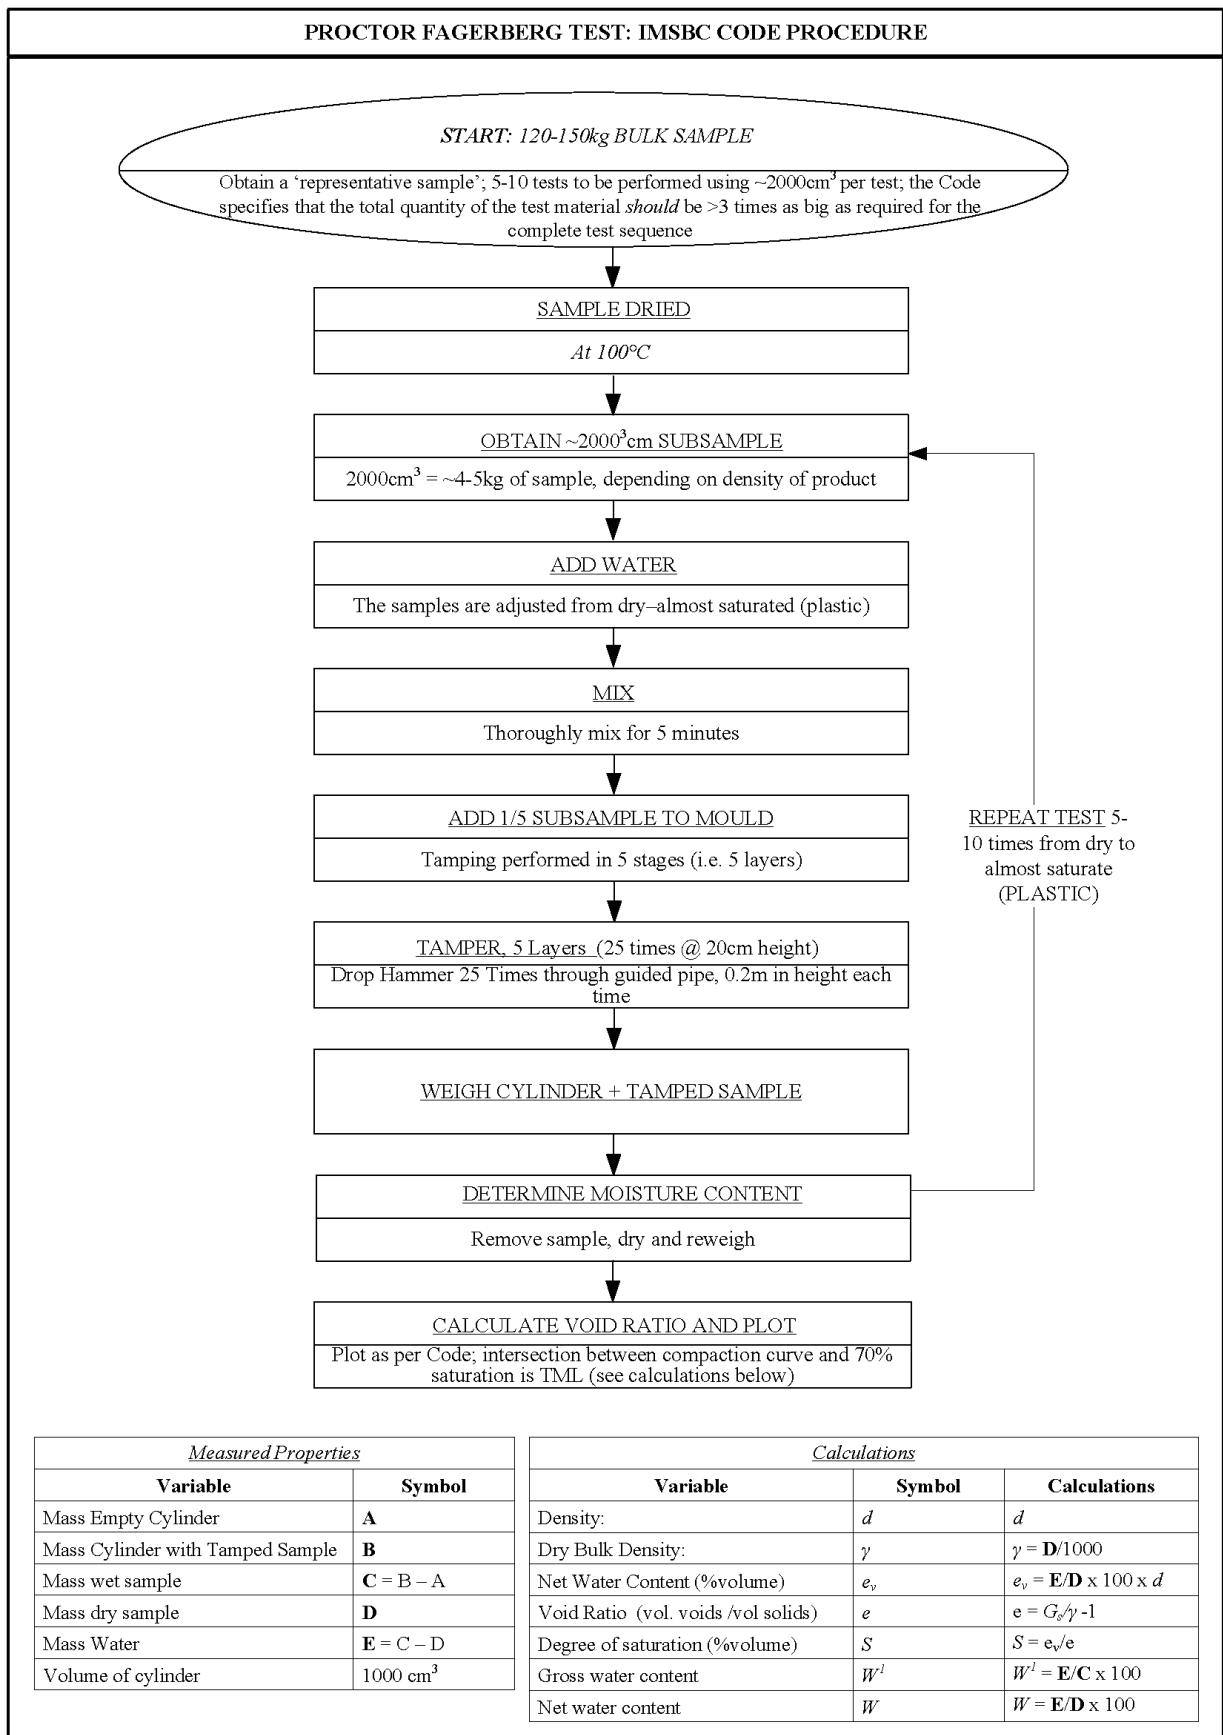 PROCTOR FAGERBERG TEST: IMSBC CODE PROCEDURE
START: 120-150kg BULK SAMPLE
Obtain a ‘representative sample’; 5-10 tests to be performed using ~2000cm³ per test; the Code
specifies that the total quantity of the test material should be >3 times as big as required for the
complete test sequence
SAMPLE DRIED
At 100°C
OBTAIN ~2000³cm SUBSAMPLE
2000cm³ = ~4-5kg of sample, depending on density of product
ADD WATER
The samples are adjusted from dry–almost saturated (plastic)
MIX
Thoroughly mix for 5 minutes
ADD 1/5 SUBSAMPLE TO MOULD
Tamping performed in 5 stages (i.e. 5 layers)
REPEAT TEST 5-
10 times from dry to
almost saturate
(PLASTIC)
TAMPER, 5 Layers (25 times @ 20cm height)
Drop Hammer 25 Times through guided pipe, 0.2m in height each
time
WEIGH CYLINDER + TAMPED SAMPLE
DETERMINE MOISTURE CONTENT
Remove sample, dry and reweigh
CALCULATE VOID RATIO AND PLOT
Plot as per Code; intersection between compaction curve and 70%
saturation is TML (see calculations below)
Measured Properties
Variable Symbol
Mass Empty Cylinder A
Mass Cylinder with Tamped Sample B
Mass wet sample C = B – A
Mass dry sample D
Mass Water E = C – D
Volume of cylinder 1000 cm³
Calculations
Variable Symbol Calculations
Density: d d
Dry Bulk Density: γ γ = D/1000
Net Water Content (%volume) eᵥ eᵥ = E/D x 100 x d
Void Ratio (vol. voids /vol solids) e e = Gₛ/γ -1
Degree of saturation (%volume) S S = eᵥ/e
Gross water content W¹ W¹ = E/C x 100
Net water content W W = E/D x 100